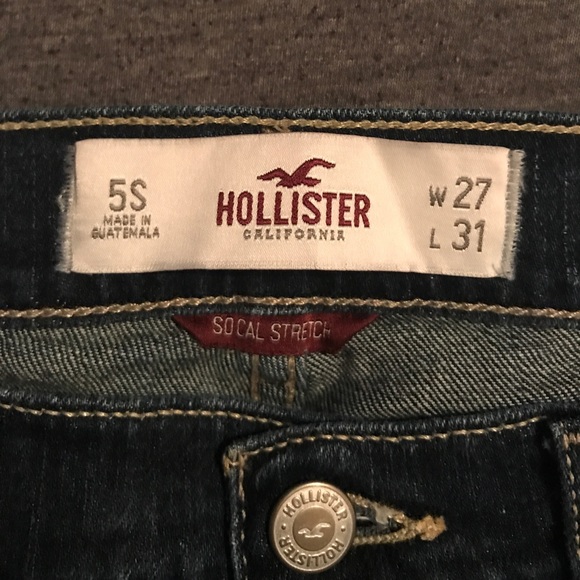 5S
MADE IN
GUATEMALA
HOLLISTER
CALIFORNIA
W 27
L 31
SO CAL STRETCH
HOLLISTER
HOLLISTER